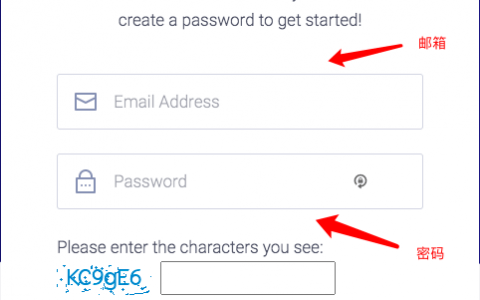 create a password to get started!
邮箱
Email Address
Password
密码
Please enter the characters you see:
KC9gE6